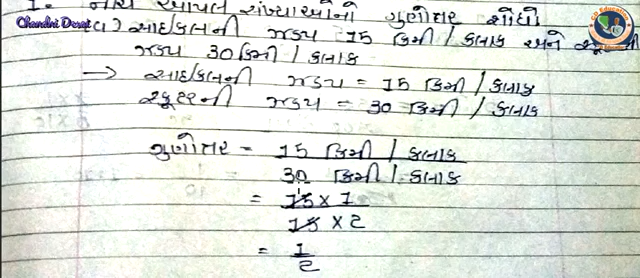 1. નીચે આપેલ સંખ્યાઓનો ગુણોત્તર શોધો
Chandni Desai
(a) સાઇકલની ઝડપ 15 કિમી / કલાક અને સ્કૂટરની
ઝડપ 30 કિમી / કલાક
→ સાઇકલની ઝડપ = 15 કિમી / કલાક
સ્કૂટરની ઝડપ = 30 કિમી / કલાક
ગુણોત્તર = 15 કિમી / કલાક
30 કિમી / કલાક
= 15 × 1
15 × 2
= 1
2